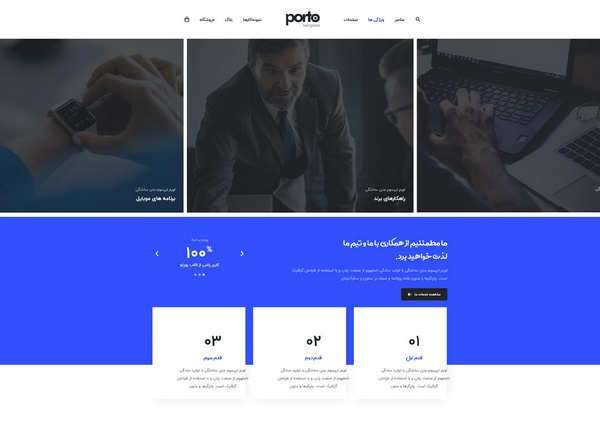 عناصر
ویژگی ها
صفحات
porto
template
نمونه‌کارها
بلاگ
فروشگاه
لورم ایپسوم متن ساختگی
برنامه های موبایل
لورم ایپسوم متن ساختگی
راهکارهای برند
لورم ایپسوم متن ساختگی
ما مطمئنیم از همکاری با ما و تیم ما
لذت خواهید برد.
لورم ایپسوم متن ساختگی با تولید سادگی نامفهوم از صنعت چاپ و با استفاده از طراحان گرافیک
است. چاپگرها و متون بلکه روزنامه و مجله در ستون و سطرآنچنان
مشاهده خدمات ما
۱۰۰%
کاربر راضی از قالب پورتو
۰۱
قدم اول
لورم ایپسوم متن ساختگی با تولید سادگی
نامفهوم از صنعت چاپ و با استفاده از طراحان
گرافیک است. چاپگرها و متون
۰۲
قدم دوم
لورم ایپسوم متن ساختگی با تولید سادگی
نامفهوم از صنعت چاپ و با استفاده از طراحان
گرافیک است. چاپگرها و متون
۰۳
قدم سوم
لورم ایپسوم متن ساختگی با تولید سادگی
نامفهوم از صنعت چاپ و با استفاده از طراحان
گرافیک است. چاپگرها و متون